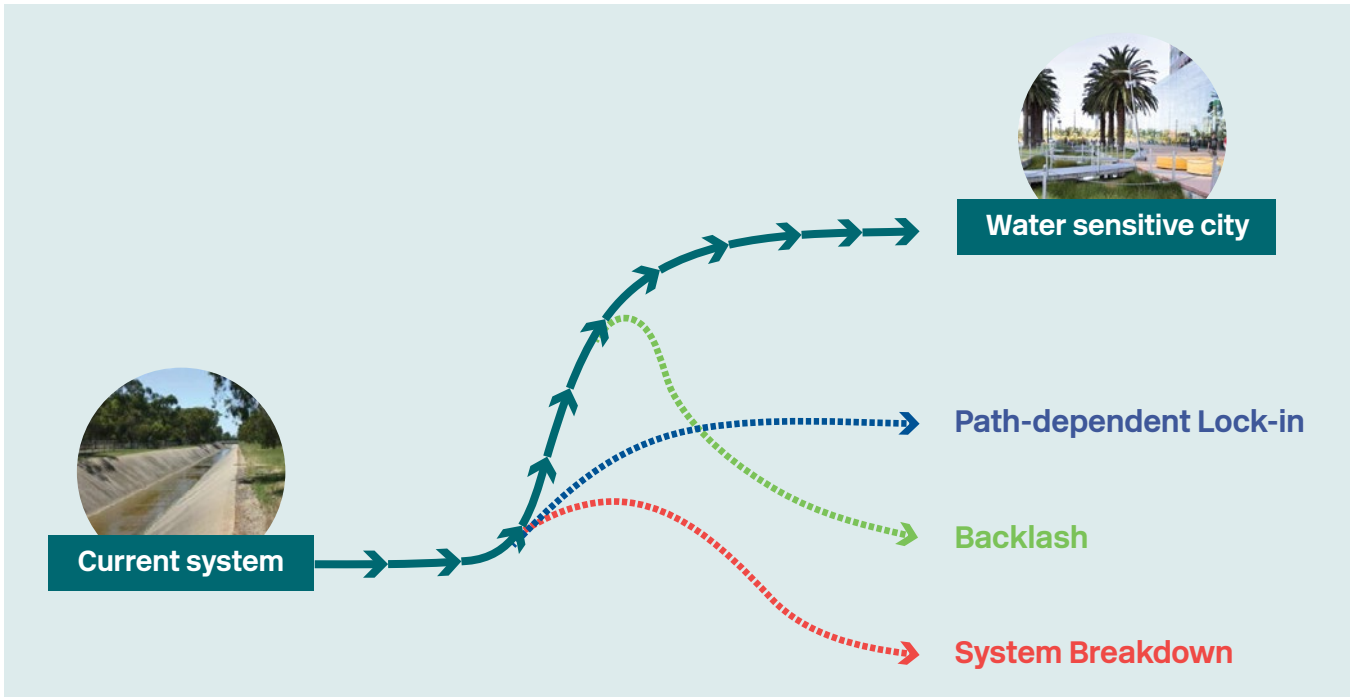 Water sensitive city
Path-dependent Lock-in
Backlash
Current system
System Breakdown